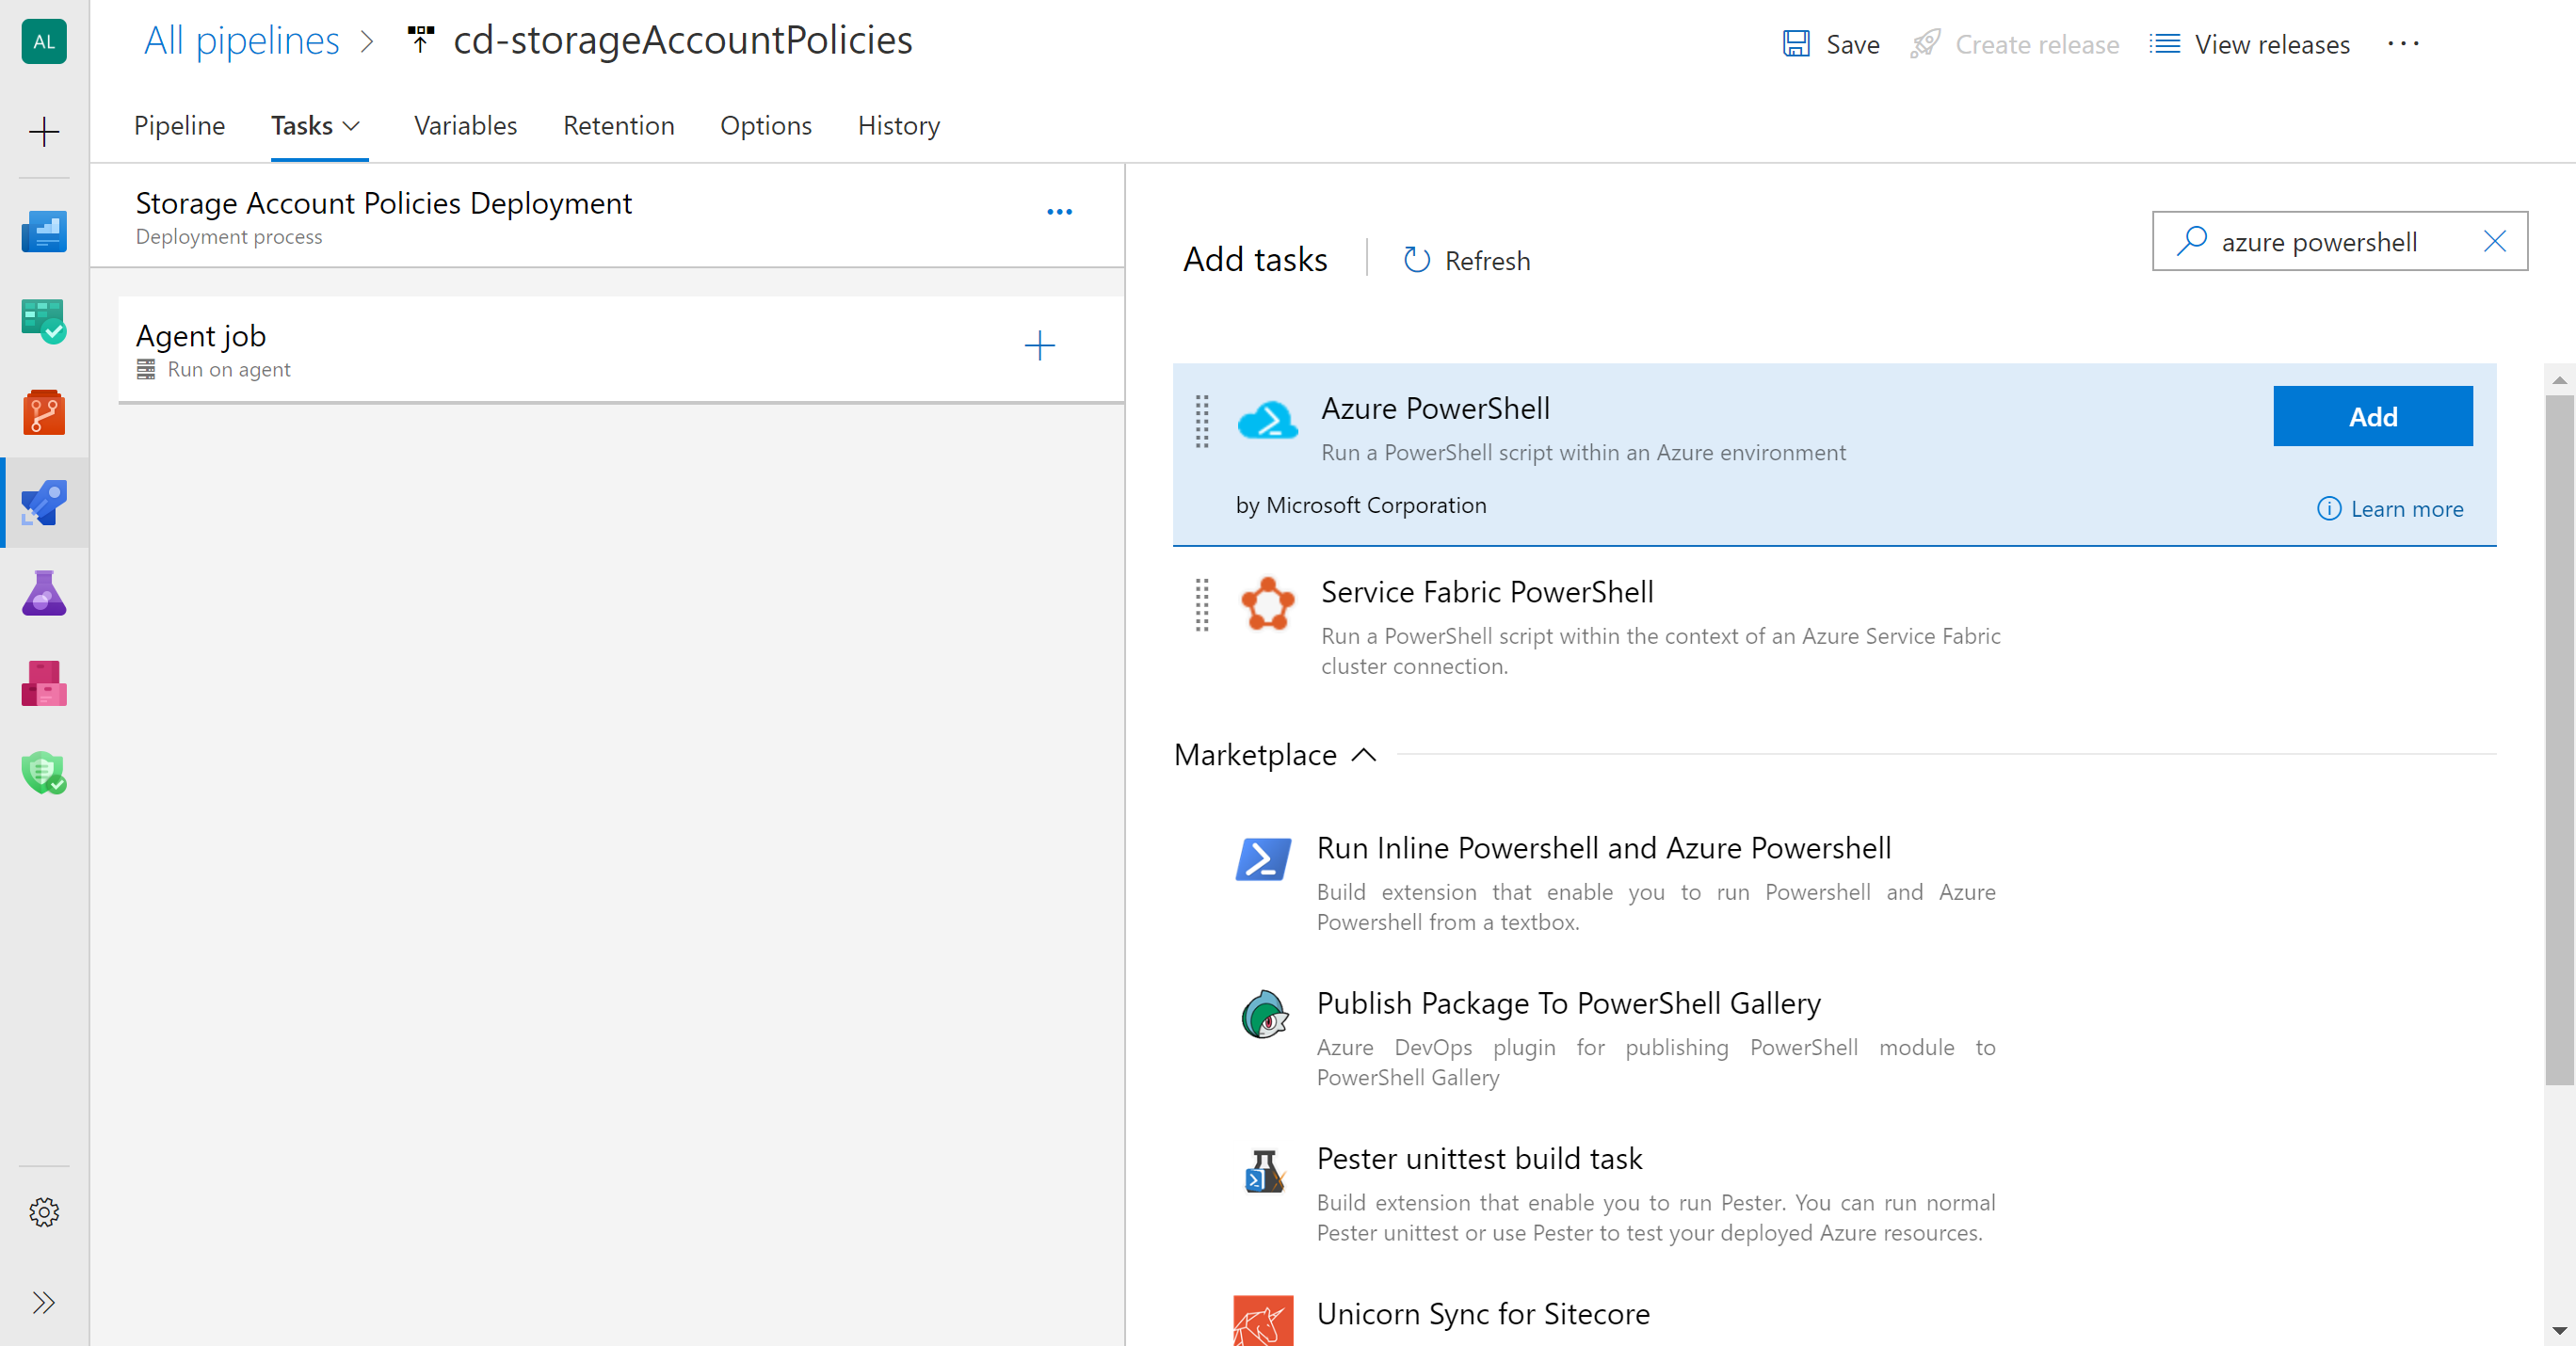 AL
All pipelines
cd-storageAccountPolicies
Save
Create release
View releases
Pipeline
Tasks
Variables
Retention
Options
History
Storage Account Policies Deployment
Deployment process
Agent job
Run on agent
Add tasks
Refresh
azure powershell
Azure PowerShell
Run a PowerShell script within an Azure environment
Add
by Microsoft Corporation
Learn more
Service Fabric PowerShell
Run a PowerShell script within the context of an Azure Service Fabric
cluster connection.
Marketplace
Run Inline Powershell and Azure Powershell
Build extension that enable you to run Powershell and Azure
Powershell from a textbox.
Publish Package To PowerShell Gallery
Azure DevOps plugin for publishing PowerShell module to
PowerShell Gallery
Pester unittest build task
Build extension that enable you to run Pester. You can run normal
Pester unittest or use Pester to test your deployed Azure resources.
Unicorn Sync for Sitecore